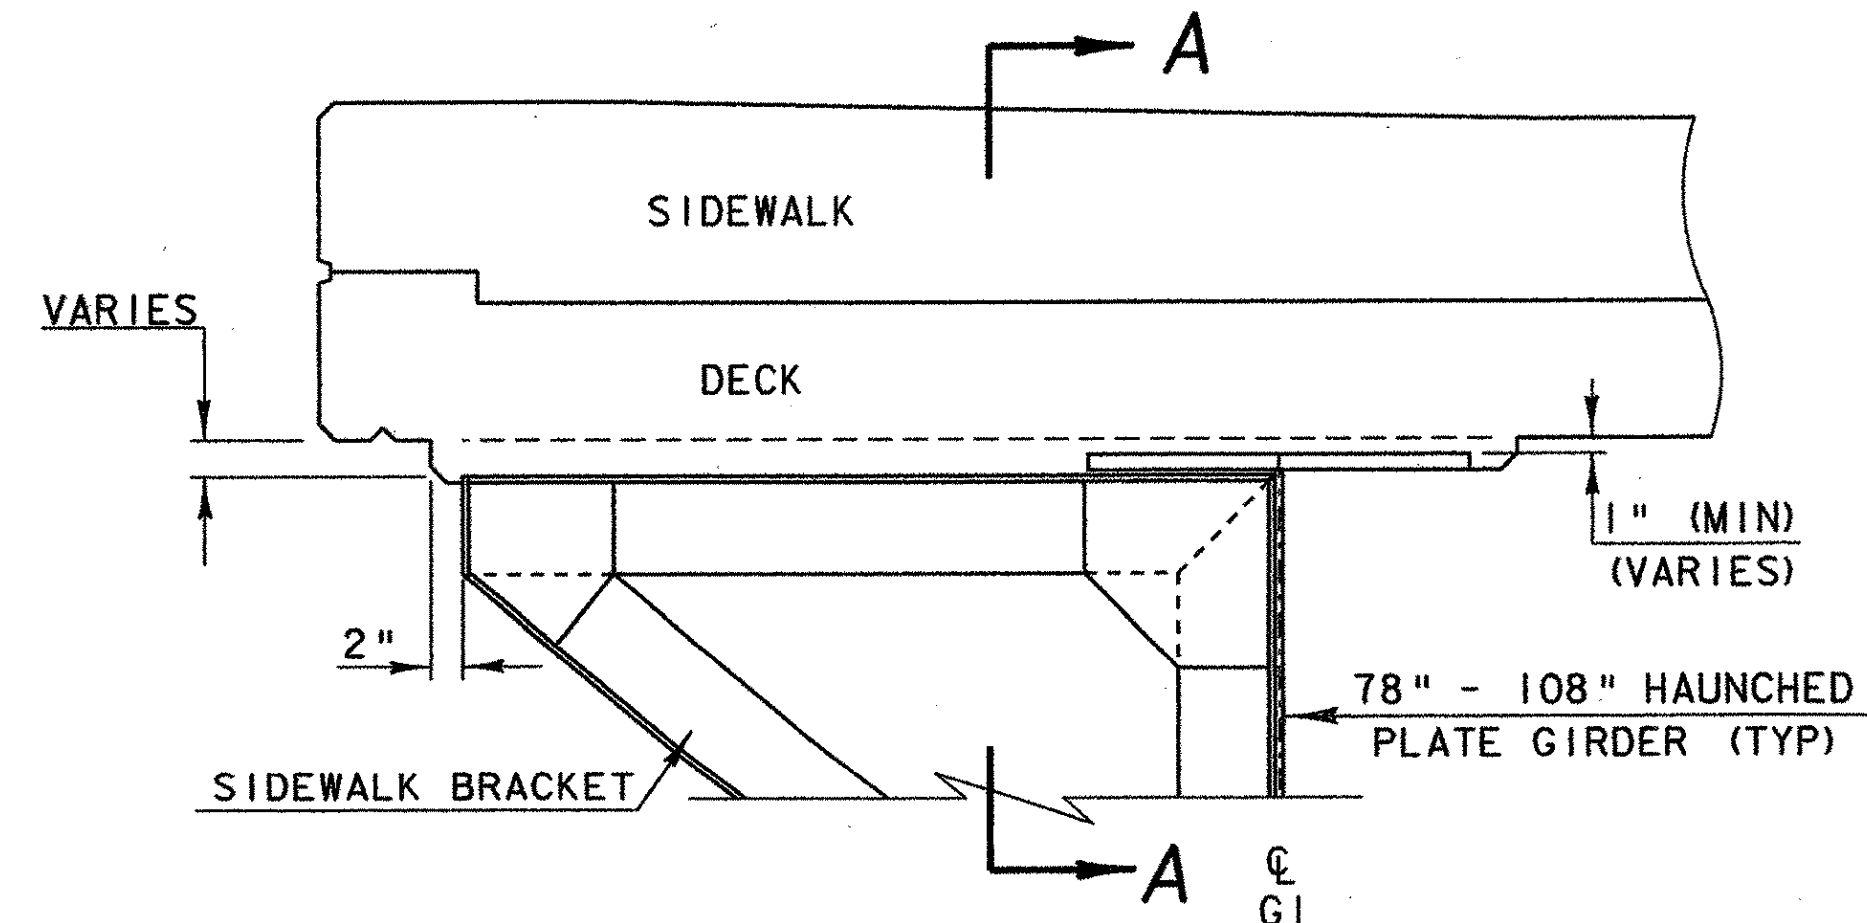 A
SIDEWALK
VARIES
DECK
1" (MIN)
(VARIES)
2"
78" - 108" HAUNCHED
PLATE GIRDER (TYP)
SIDEWALK BRACKET
A
℄
G1